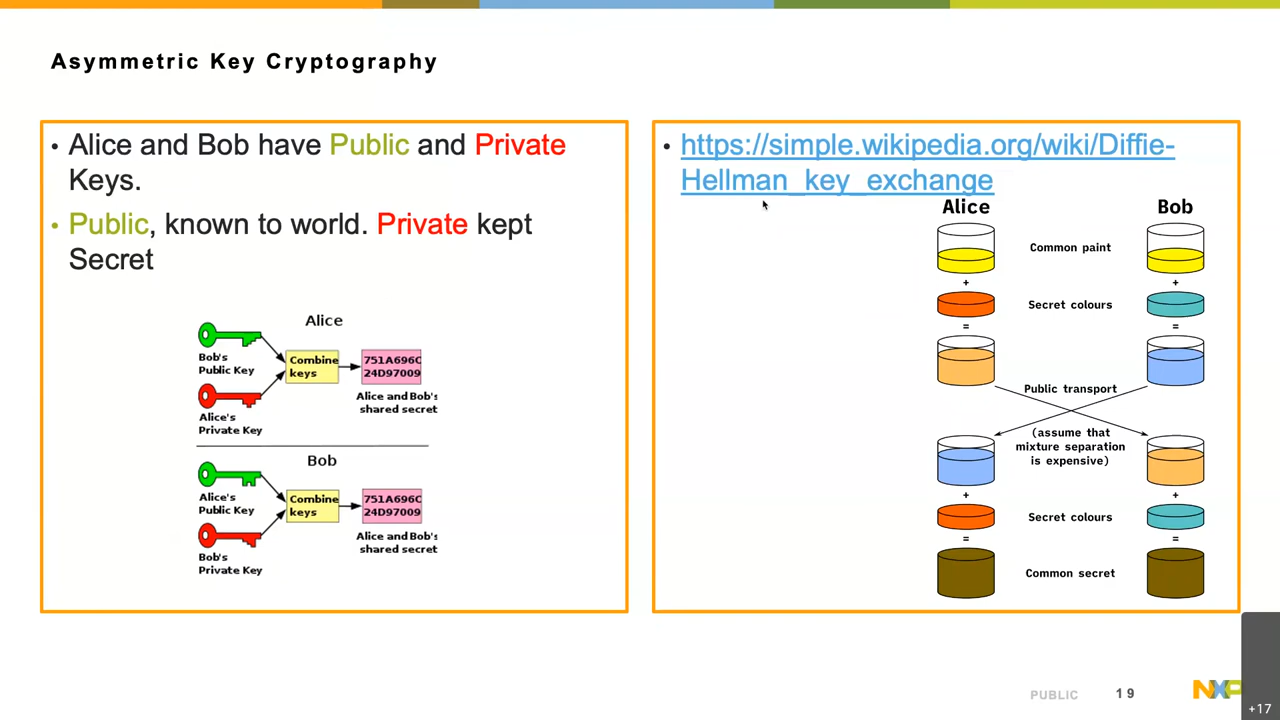 Asymmetric Key Cryptography
• Alice and Bob have Public and Private
Keys.
• Public, known to world. Private kept
Secret
Alice
Bob's
Public Key
Combine
keys
751A696C
24D97009
Alice and Bob's
shared secret
Alice's
Private Key
Bob
Alice's
Public Key
Combine
keys
751A696C
24D97009
Alice and Bob's
shared secret
Bob's
Private Key
• https://simple.wikipedia.org/wiki/Diffie-
Hellman_key_exchange
Alice
Bob
Common paint
+ +
Secret colours
= =
Public transport
(assume that
mixture separation
is expensive)
+ +
Secret colours
= =
Common secret
PUBLIC
19
NXP
+17